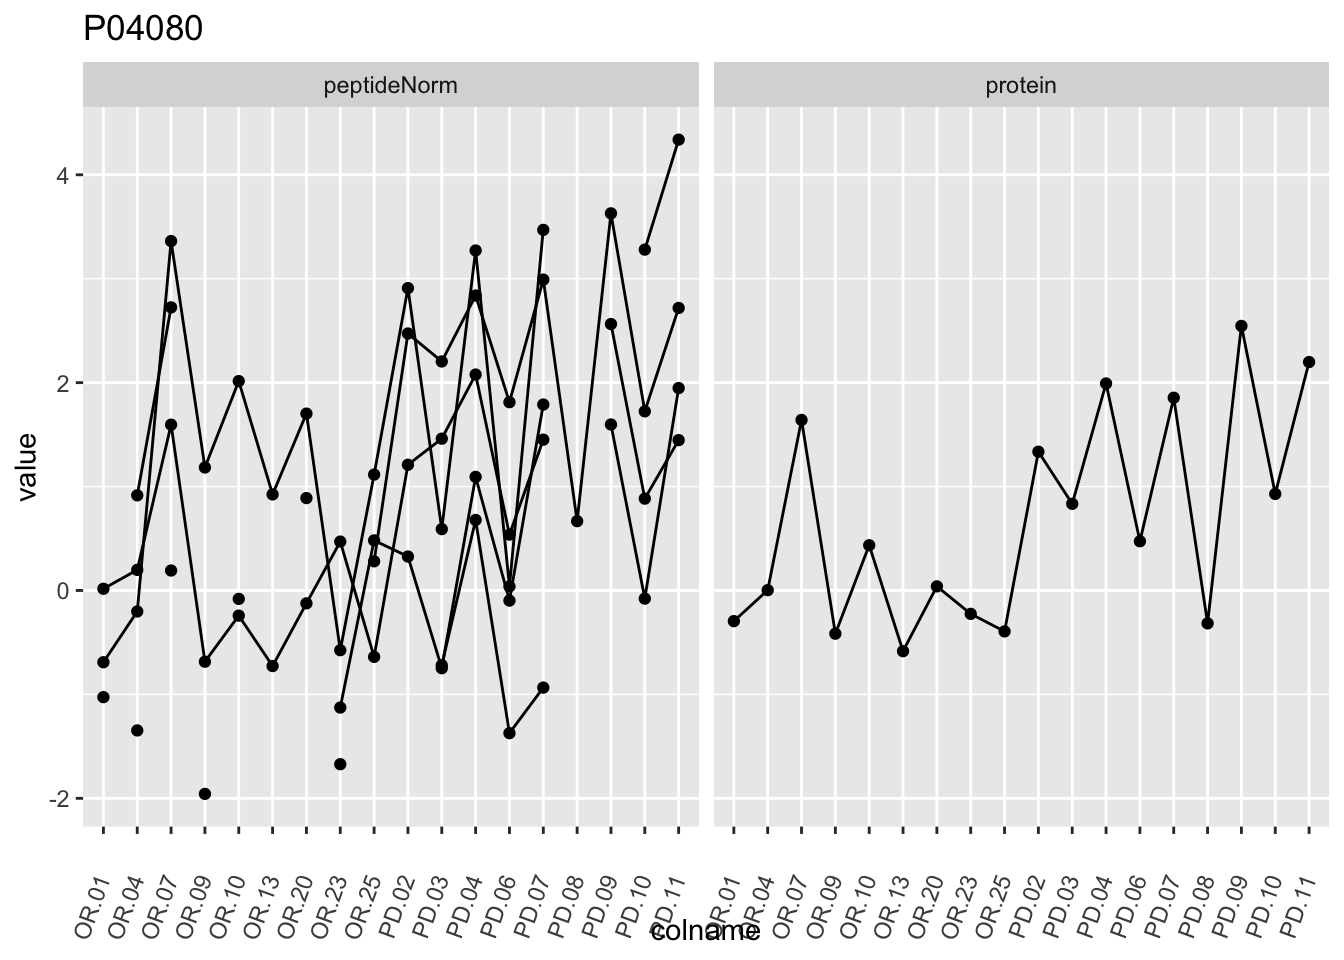 P04080
peptideNorm
protein
value
4
2
0
-2
OR.01 OR.04 OR.07 OR.09 OR.10 OR.13 OR.20 OR.23 OR.25 PD.02 PD.03 PD.04 PD.06 PD.07 PD.08 PD.09 PD.10 PD.11
OR.01 OR.04 OR.07 OR.09 OR.10 OR.13 OR.20 OR.23 OR.25 PD.02 PD.03 PD.04 PD.06 PD.07 PD.08 PD.09 PD.10 PD.11
colname